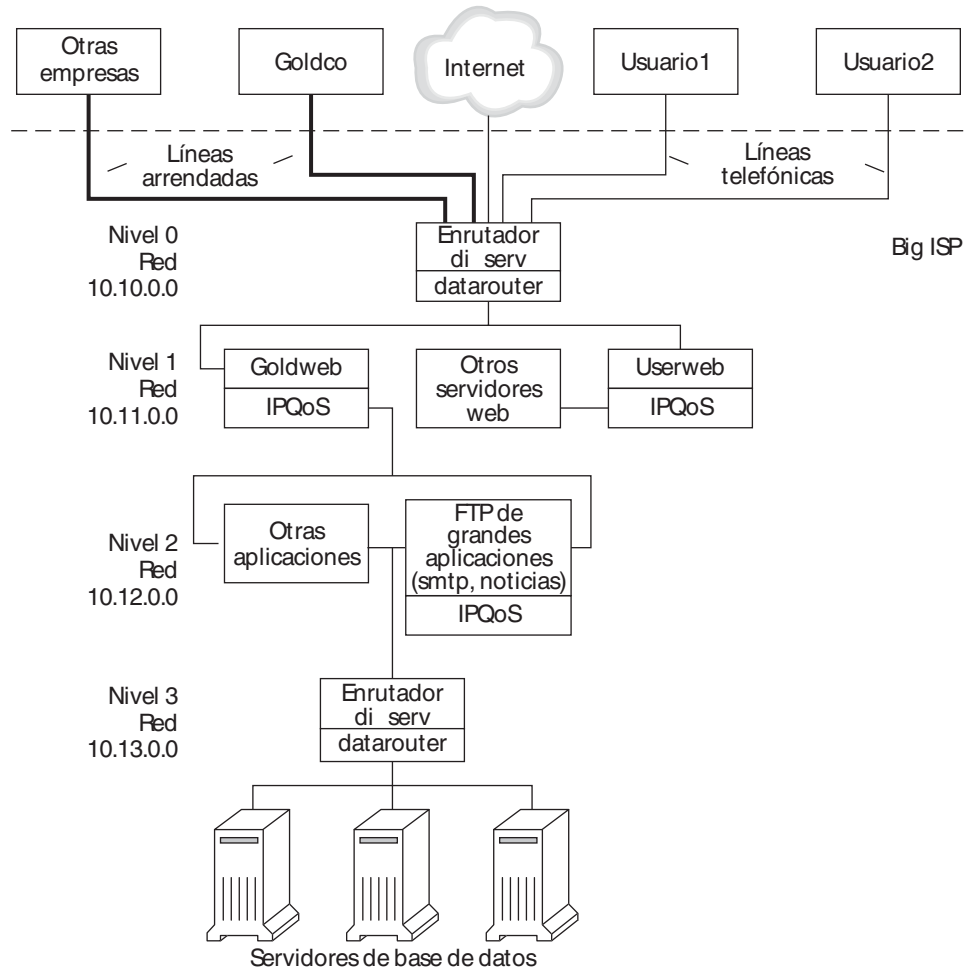 Otras
empresas
Goldco
Internet
Usuario1
Usuario2
Líneas
arrendadas
Líneas
telefónicas
Nivel 0
Red
10.10.0.0
Enrutador
di serv
datarouter
Big ISP
Nivel 1
Red
10.11.0.0
Goldweb
IPQoS
Otros
servidores
web
Userweb
IPQoS
Nivel 2
Red
10.12.0.0
Otras
aplicaciones
FTP de
grandes
aplicaciones
(smtp, noticias)
IPQoS
Nivel 3
Red
10.13.0.0
Enrutador
di serv
datarouter
Servidores de base de datos